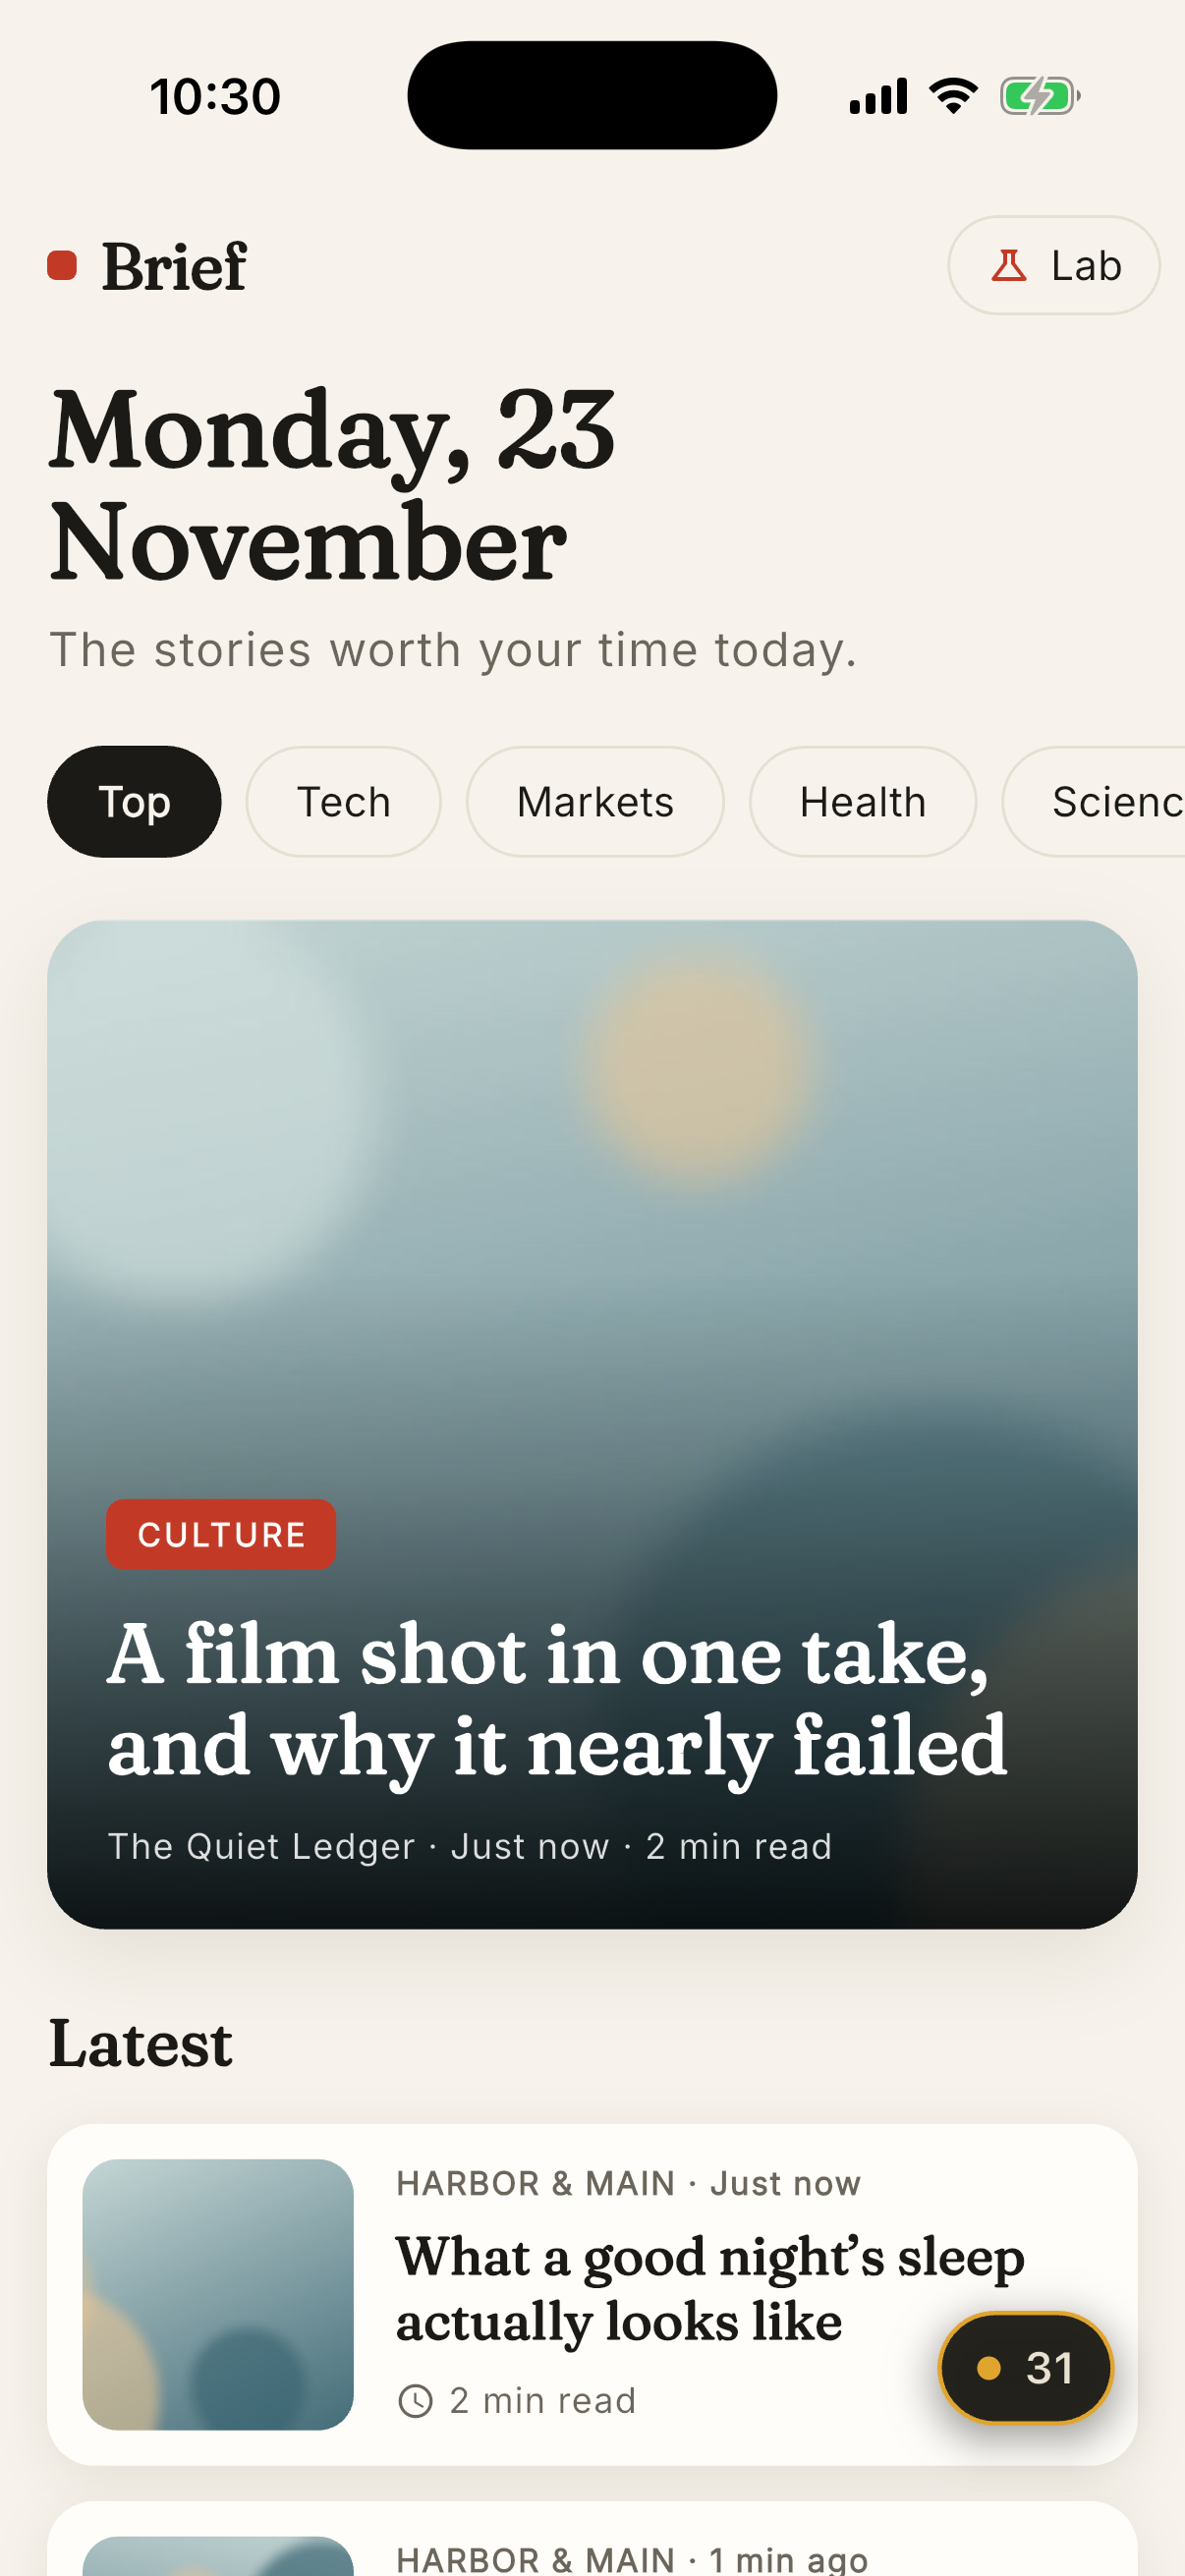 10:30
Brief
Lab
Monday, 23
November
The stories worth your time today.
Top
Tech
Markets
Health
Scienc
CULTURE
A film shot in one take,
and why it nearly failed
The Quiet Ledger · Just now · 2 min read
Latest
HARBOR & MAIN · Just now
What a good night’s sleep
actually looks like
2 min read
31
HARBOR & MAIN · 1 min ago